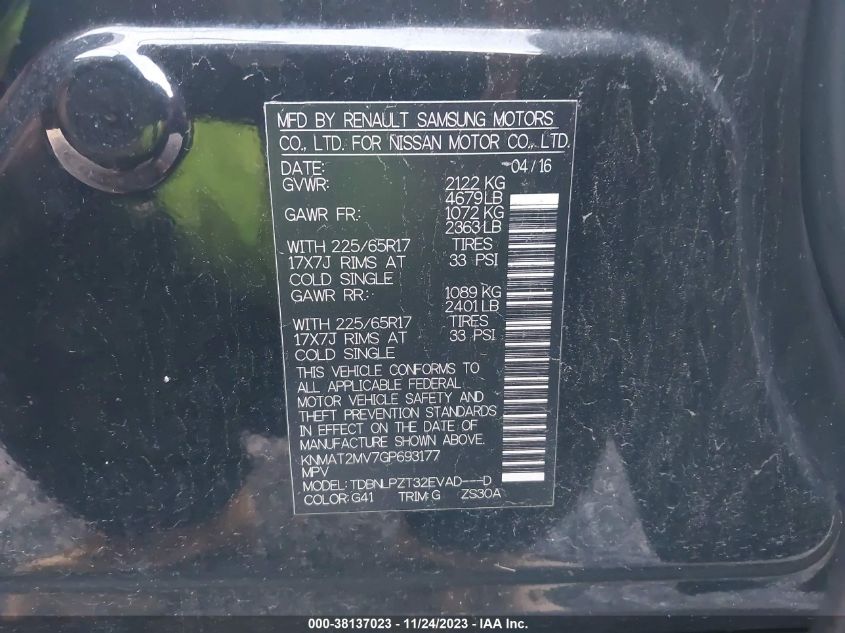 MFD BY RENAULT SAMSUNG MOTORS
CO., LTD. FOR NISSAN MOTOR CO., LTD.
DATE: 04/16
GVWR: 2122 KG
4679 LB
GAWR FR: 1072 KG
2363 LB
WITH 225/65R17 TIRES
17X7J RIMS AT 33 PSI
COLD SINGLE
GAWR RR: 1089 KG
2401 LB
WITH 225/65R17 TIRES
17X7J RIMS AT 33 PSI
COLD SINGLE
THIS VEHICLE CONFORMS TO
ALL APPLICABLE FEDERAL
MOTOR VEHICLE SAFETY AND
THEFT PREVENTION STANDARDS
IN EFFECT ON THE DATE OF
MANUFACTURE SHOWN ABOVE.
KNMAT2MV7GP693177
MPV
MODEL: TDBNLPZT32EVAD---D
COLOR: G41 TRIM: G ZS30A
000-38137023 - 11/24/2023 - IAA Inc.